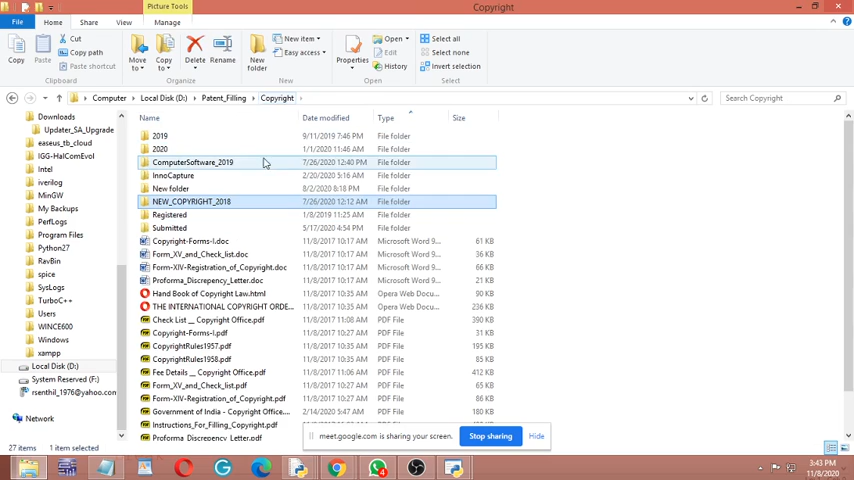 Picture Tools
Copyright
File Home Share View Manage
Copy
Paste
Cut
Copy path
Paste shortcut
Clipboard
Move to
Copy to
Delete
Rename
Organize
New folder
New item
Easy access
New
Properties
Open
Edit
History
Open
Select all
Select none
Invert selection
Select
Computer Local Disk (D:) Patent_Filling Copyright
Search Copyright
Downloads
Updater_SA_Upgrade
easeus_tb_cloud
IGG-HalComEvol
Intel
iverilog
MinGW
My Backups
PerfLogs
Program Files
Python27
RavBin
spice
SysLogs
TurboC++
Users
WINCE600
Windows
xampp
Local Disk (D:)
System Reserved (F:)
rsenthil_1976@yahoo.com
Network
Name Date modified Type Size
2019 9/11/2019 7:46 PM File folder
2020 1/1/2020 11:46 AM File folder
ComputerSoftware_2019 7/26/2020 12:40 PM File folder
InnoCapture 2/20/2020 5:16 AM File folder
New folder 8/2/2020 8:18 PM File folder
NEW_COPYRIGHT_2018 7/26/2020 12:12 AM File folder
Registered 1/8/2019 11:25 AM File folder
Submitted 5/17/2020 4:54 PM File folder
Copyright-Forms-I.doc 11/8/2017 10:17 AM Microsoft Word 9... 61 KB
Form_XV_and_Check_list.doc 11/8/2017 10:17 AM Microsoft Word 9... 36 KB
Form-XIV-Registration_of_Copyright.doc 11/8/2017 10:17 AM Microsoft Word 9... 66 KB
Proforma_Discrepency_Letter.doc 11/8/2017 10:17 AM Microsoft Word 9... 21 KB
Hand Book of Copyright Law.html 11/8/2017 10:35 AM Opera Web Docu... 90 KB
THE INTERNATIONAL COPYRIGHT ORDE... 11/8/2017 10:35 AM Opera Web Docu... 236 KB
Check List __ Copyright Office.pdf 11/8/2017 11:08 AM PDF File 390 KB
Copyright-Forms-I.pdf 11/8/2017 10:27 AM PDF File 31 KB
CopyrightRules1957.pdf 11/8/2017 10:35 AM PDF File 195 KB
CopyrightRules1958.pdf 11/8/2017 10:35 AM PDF File 85 KB
Fee Details __ Copyright Office.pdf 11/8/2017 11:06 AM PDF File 412 KB
Form_XV_and_Check_list.pdf 11/8/2017 10:27 AM PDF File 65 KB
Form-XIV-Registration_of_Copyright.pdf 11/8/2017 10:27 AM PDF File 86 KB
Government of India - Copyright Office.... 2/14/2020 5:47 AM PDF File 180 KB
Instructions_For_Filling_Copyright.pdf
Proforma Discrepency Letter.pdf
meet.google.com is sharing your screen. Stop sharing Hide
27 items 1 item selected
4
3:43 PM
11/8/2020